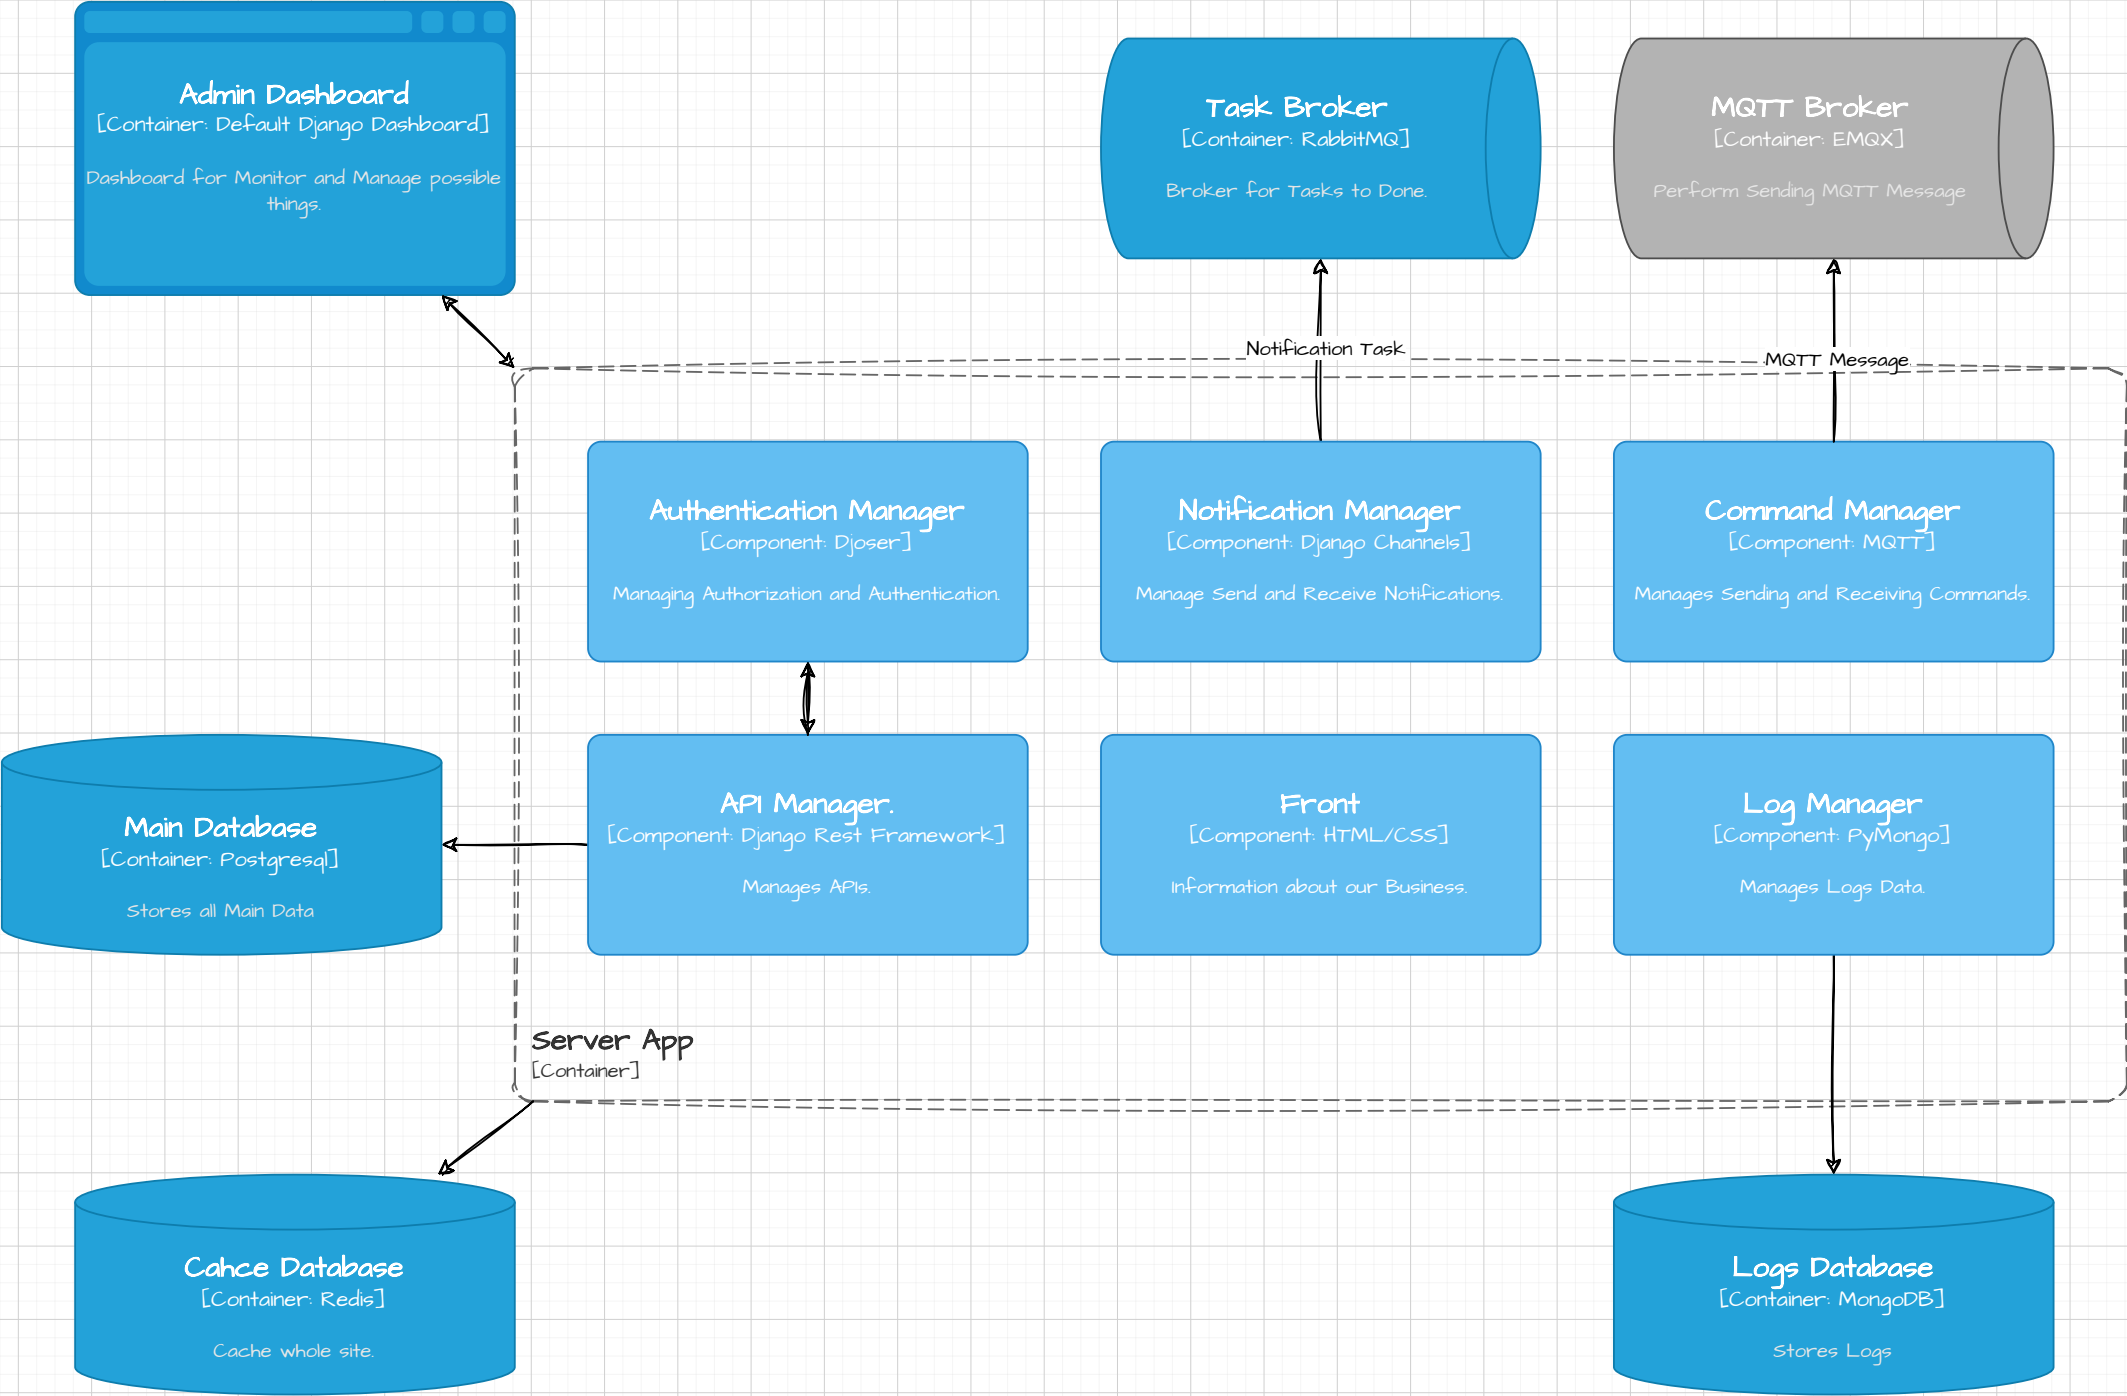 Admin Dashboard
[Container: Default Django Dashboard]
Dashboard for Monitor and Manage possible
things.
Task Broker
[Container: RabbitMQ]
Broker for Tasks to Done.
MQTT Broker
[Container: EMQX]
Perform Sending MQTT Message
Notification Task
MQTT Message
Authentication Manager
[Component: Djoser]
Managing Authorization and Authentication.
Notification Manager
[Component: Django Channels]
Manage Send and Receive Notifications.
Command Manager
[Component: MQTT]
Manages Sending and Receiving Commands.
Main Database
[Container: Postgresql]
Stores all Main Data
API Manager.
[Component: Django Rest Framework]
Manages APIs.
Front
[Component: HTML/CSS]
Information about our Business.
Log Manager
[Component: PyMongo]
Manages Logs Data.
Server App
[Container]
Cahce Database
[Container: Redis]
Cache whole site.
Logs Database
[Container: MongoDB]
Stores Logs